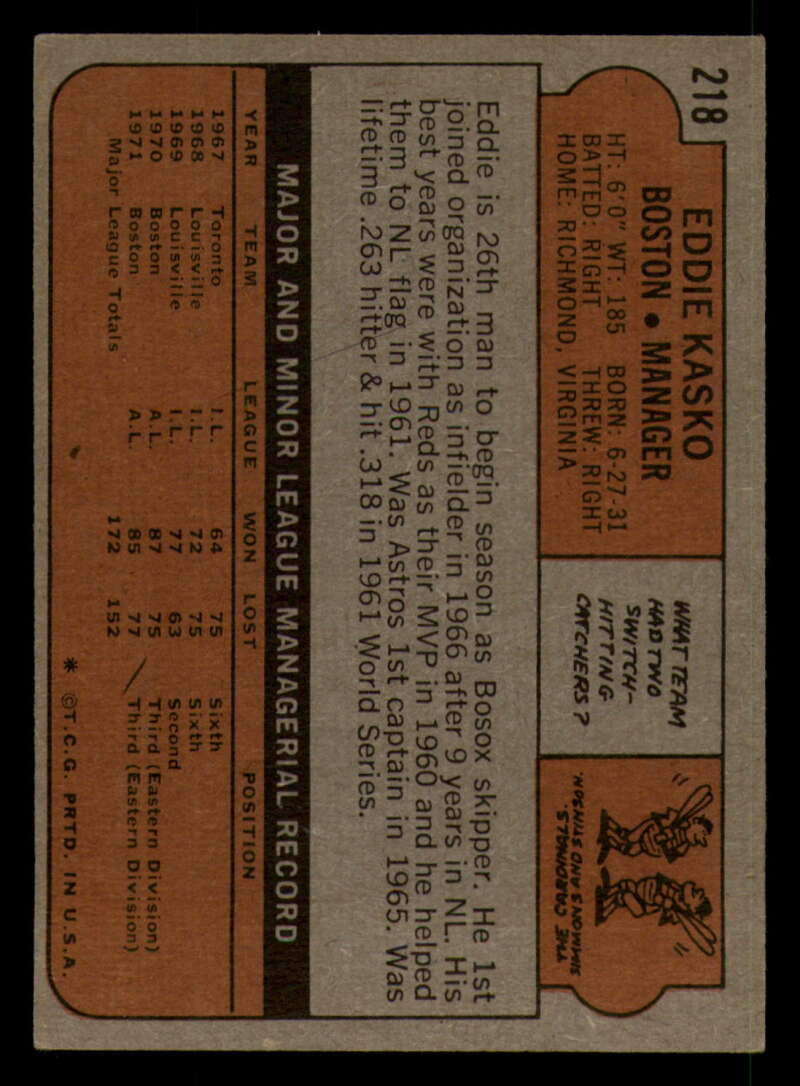 218
EDDIE KASKO
BOSTON • MANAGER
HT: 6'0" WT: 185 BORN: 6-27-31
BATTED: RIGHT THREW: RIGHT
HOME: RICHMOND, VIRGINIA
WHAT TEAM
HAD TWO
SWITCH-
HITTING
CATCHERS?
THE CARDINALS.
SIMMONS AND STINSON.
Eddie is 26th man to begin season as Bosox skipper. He 1st
joined organization as infielder in 1966 after 9 years in NL. His
best years were with Reds as their MVP in 1960 and he helped
them to NL flag in 1961. Was Astros 1st captain in 1965. Was
lifetime .263 hitter & hit .318 in 1961 World Series.
MAJOR AND MINOR LEAGUE MANAGERIAL RECORD
YEAR TEAM LEAGUE WON LOST POSITION
1967 Toronto I.L. 64 75 Sixth
1968 Louisville I.L. 72 75 Sixth
1969 Louisville I.L. 77 63 Second
1970 Boston A.L. 87 75 Third (Eastern Division)
1971 Boston A.L. 85 77 Third (Eastern Division)
Major League Totals 172 152
* ©T.C.G. PRTD. IN U.S.A.